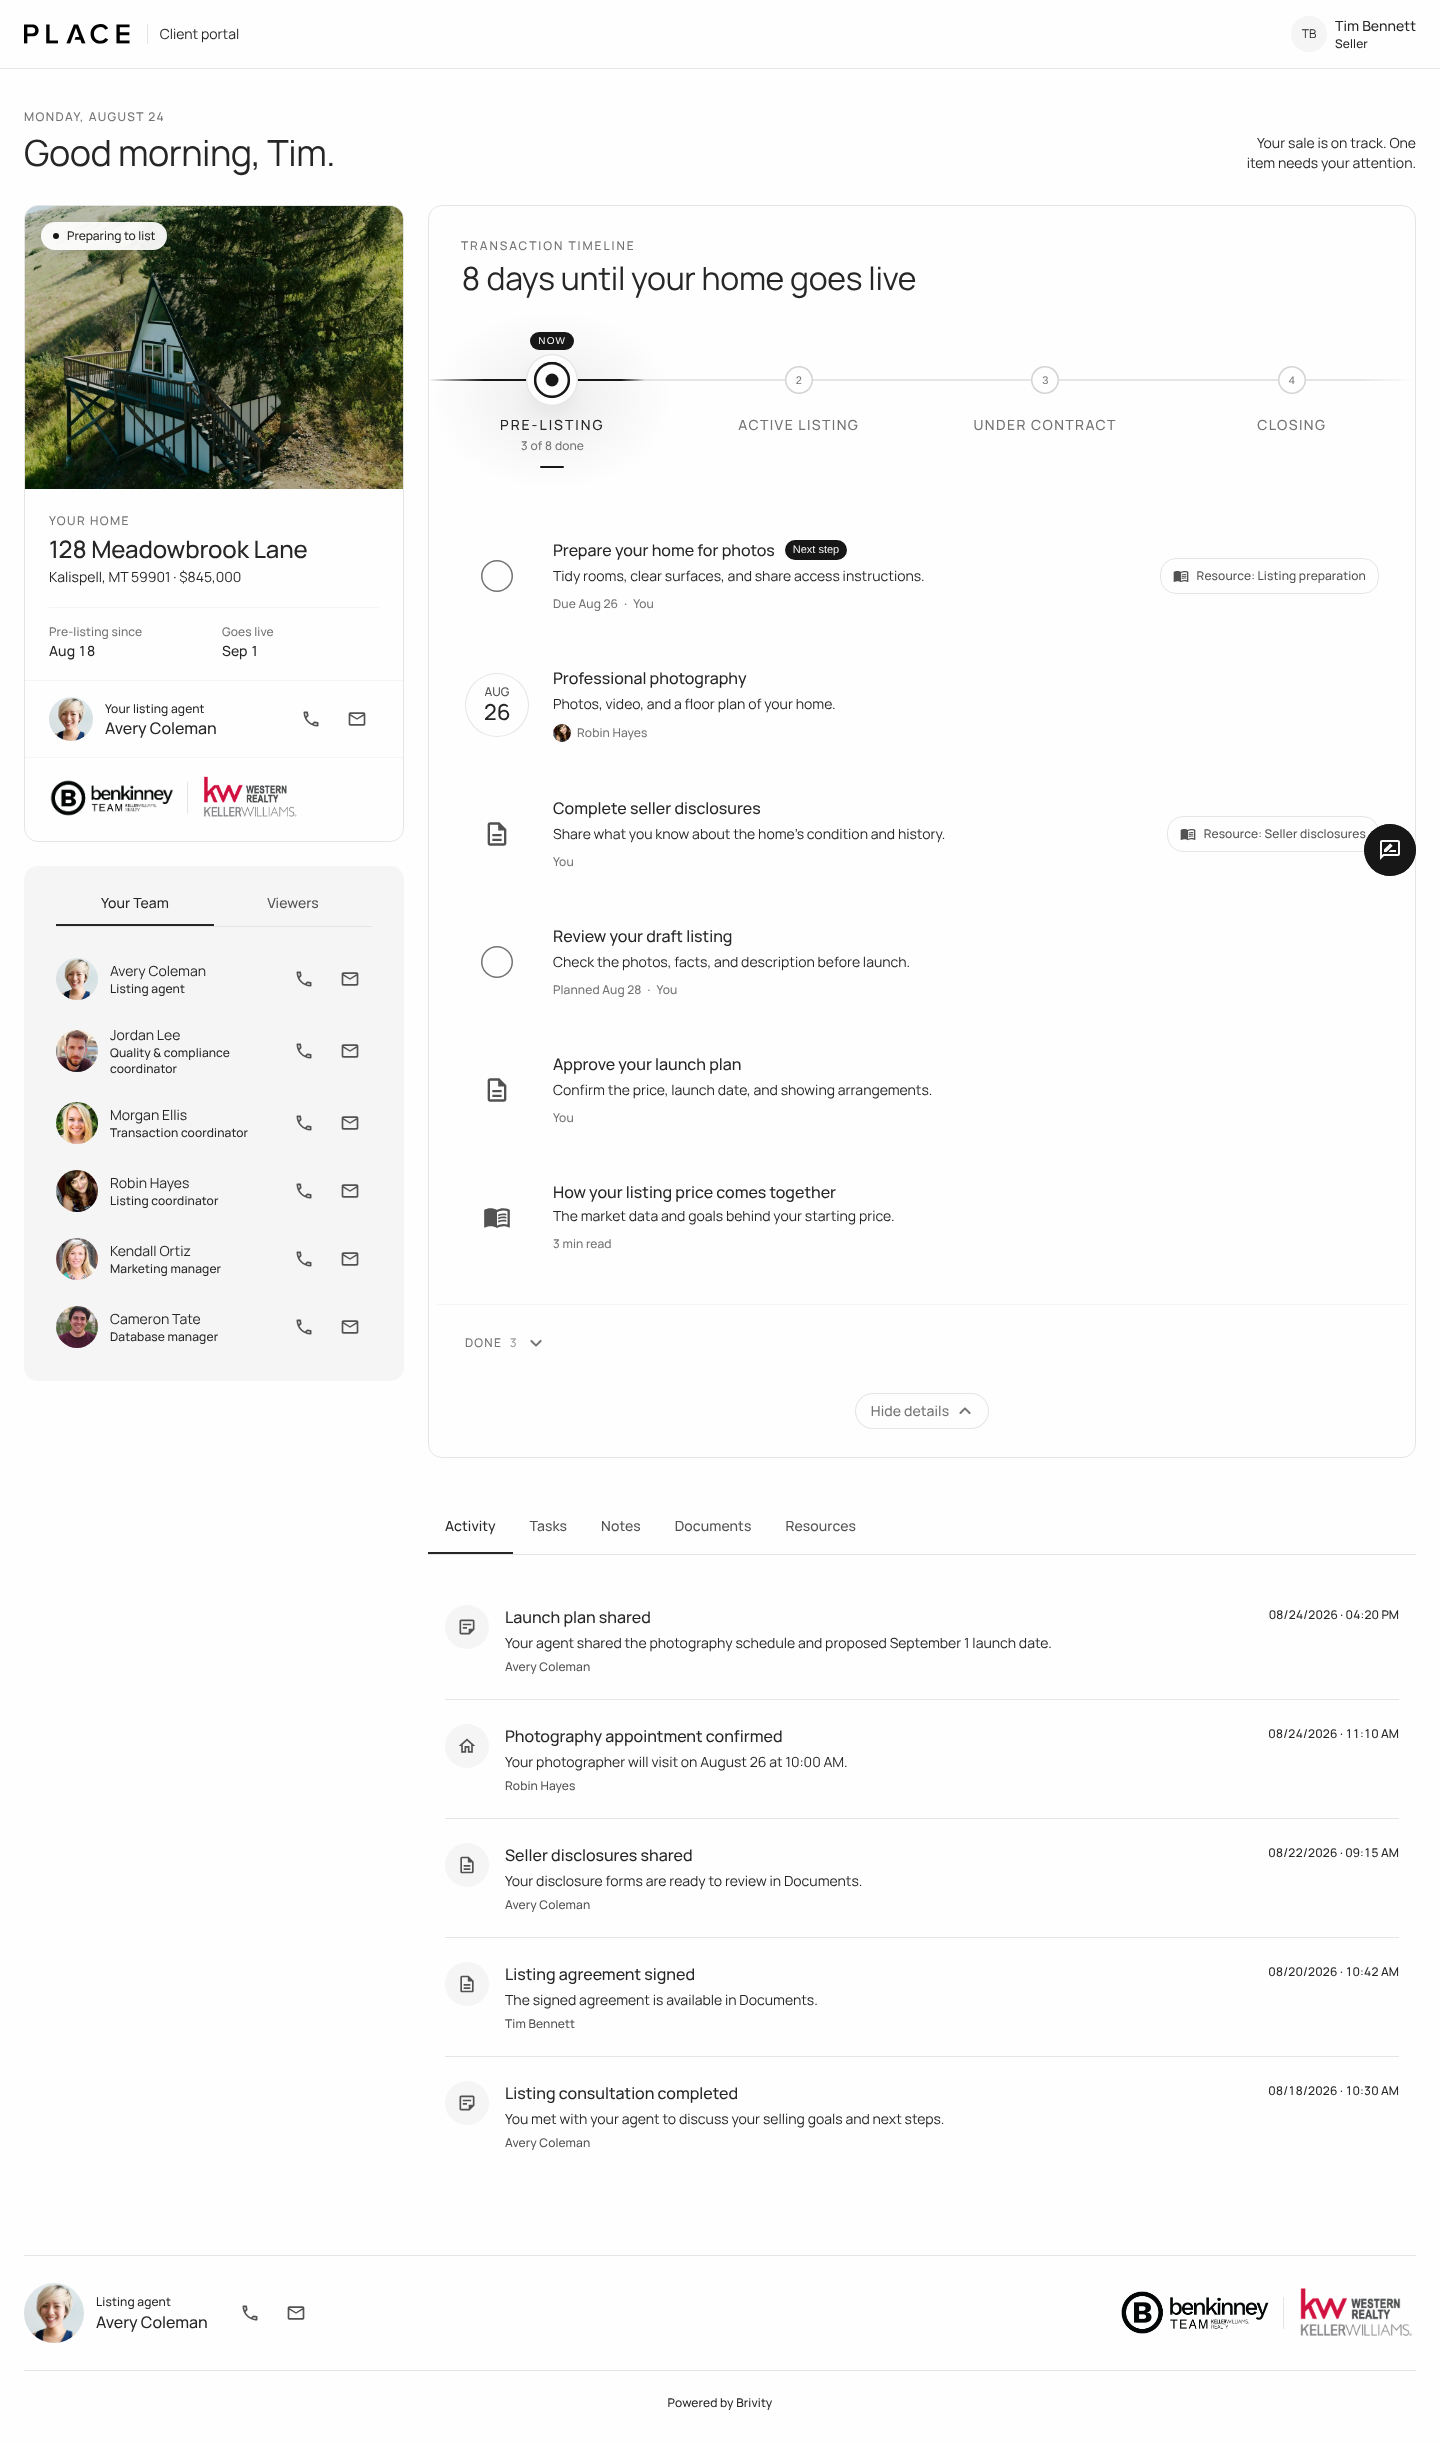 PLACE
Client portal
TB
Tim Bennett
Seller
MONDAY, AUGUST 24
Good morning, Tim.
Your sale is on track. One
item needs your attention.
Preparing to list
YOUR HOME
128 Meadowbrook Lane
Kalispell, MT 59901 · $845,000
Pre-listing since
Aug 18
Goes live
Sep 1
Your listing agent
Avery Coleman
B benkinney
TEAM KELLERWILLIAMS. REALTY
kw WESTERN
REALTY
KELLERWILLIAMS.
Your Team
Viewers
Avery Coleman
Listing agent
Jordan Lee
Quality & compliance
coordinator
Morgan Ellis
Transaction coordinator
Robin Hayes
Listing coordinator
Kendall Ortiz
Marketing manager
Cameron Tate
Database manager
TRANSACTION TIMELINE
8 days until your home goes live
NOW
2
3
4
PRE-LISTING
ACTIVE LISTING
UNDER CONTRACT
CLOSING
3 of 8 done
Prepare your home for photos
Next step
Tidy rooms, clear surfaces, and share access instructions.
Due Aug 26 · You
Resource: Listing preparation
AUG
26
Professional photography
Photos, video, and a floor plan of your home.
Robin Hayes
Complete seller disclosures
Share what you know about the home's condition and history.
You
Resource: Seller disclosures
Review your draft listing
Check the photos, facts, and description before launch.
Planned Aug 28 · You
Approve your launch plan
Confirm the price, launch date, and showing arrangements.
You
How your listing price comes together
The market data and goals behind your starting price.
3 min read
DONE 3
Hide details
Activity
Tasks
Notes
Documents
Resources
Launch plan shared
08/24/2026 · 04:20 PM
Your agent shared the photography schedule and proposed September 1 launch date.
Avery Coleman
Photography appointment confirmed
08/24/2026 · 11:10 AM
Your photographer will visit on August 26 at 10:00 AM.
Robin Hayes
Seller disclosures shared
08/22/2026 · 09:15 AM
Your disclosure forms are ready to review in Documents.
Avery Coleman
Listing agreement signed
08/20/2026 · 10:42 AM
The signed agreement is available in Documents.
Tim Bennett
Listing consultation completed
08/18/2026 · 10:30 AM
You met with your agent to discuss your selling goals and next steps.
Avery Coleman
Listing agent
Avery Coleman
B benkinney
TEAM KELLERWILLIAMS. REALTY
kw WESTERN
REALTY
KELLERWILLIAMS.
Powered by Brivity